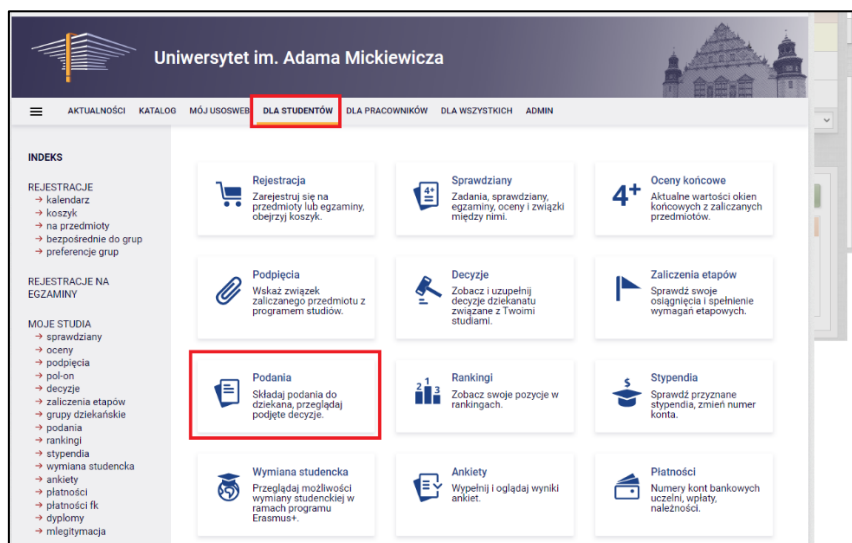 Uniwersytet im. Adama Mickiewicza
AKTUALNOŚCI KATALOG MÓJ USOSWEB DLA STUDENTÓW DLA PRACOWNIKÓW DLA WSZYSTKICH ADMIN
INDEKS
REJESTRACJE
→ kalendarz
→ koszyk
→ na przedmioty
→ bezpośrednie do grup
→ preferencje grup
REJESTRACJE NA
EGZAMINY
MOJE STUDIA
→ sprawdziany
→ oceny
→ podpięcia
→ pol-on
→ decyzje
→ zaliczenia etapów
→ grupy dziekańskie
→ podania
→ rankingi
→ stypendia
→ wymiana studencka
→ ankiety
→ płatności
→ płatności fk
→ dyplomy
→ mlegitymacja
Rejestracja
Zarejestruj się na
przedmioty lub egzaminy,
obejrzyj koszyk.
4+
Sprawdziany
Zadania, sprawdziany,
egzaminy, oceny i związki
między nimi.
4+
Oceny końcowe
Aktualne wartości okien
końcowych z zaliczanych
przedmiotów.
Podpięcia
Wskaż związek
zaliczanego przedmiotu z
programem studiów.
Decyzje
Zobacz i uzupełnij
decyzje dziekanatu
związane z Twoimi
studiami.
Zaliczenia etapów
Sprawdź swoje
osiągnięcia i spełnienie
wymagań etapowych.
Podania
Składaj podania do
dziekana, przeglądaj
podjęte decyzje.
2 1 3
Rankingi
Zobacz swoje pozycje w
rankingach.
$
Stypendia
Sprawdź przyznane
stypendia, zmień numer
konta.
Wymiana studencka
Przeglądaj możliwości
wymiany studenckiej w
ramach programu
Erasmus+.
Ankiety
Wypełnij i oglądaj wyniki
ankiet.
Płatności
Numery kont bankowych
uczelni, wpłaty,
należności.